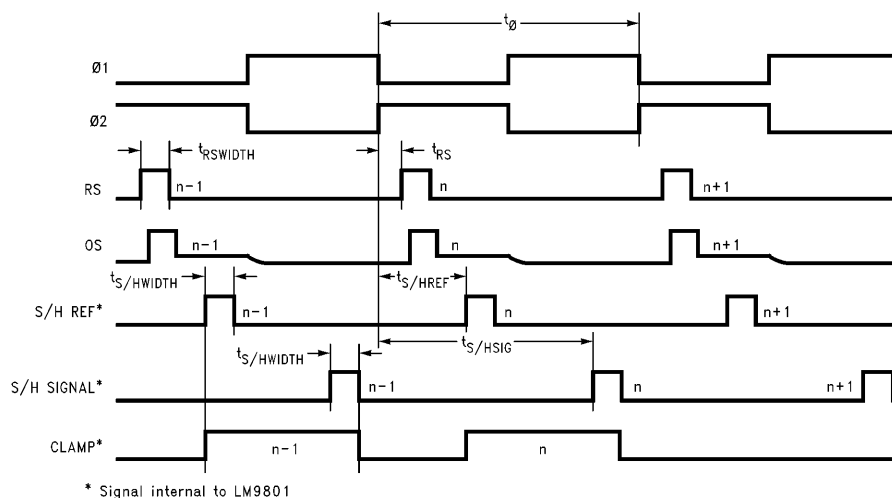 tØ
Ø1
Ø2
tRSWIDTH
tRS
RS
n-1
n
n+1
OS
n-1
n
n+1
tS/HWIDTH
tS/HREF
S/H REF*
n-1
n
n+1
tS/HWIDTH
tS/HSIG
S/H SIGNAL*
n-1
n
n+1
CLAMP*
n-1
n
* Signal internal to LM9801